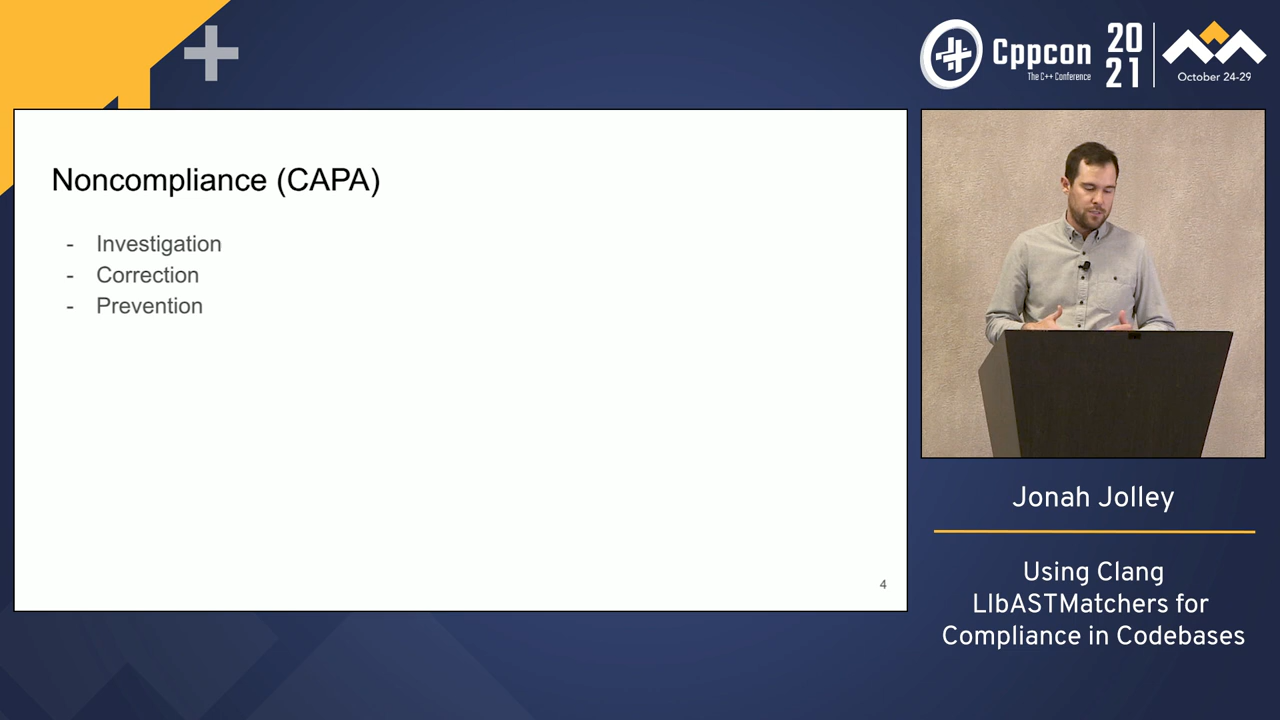 Cppcon
The C++ Conference
20
21
October 24-29
Noncompliance (CAPA)
- Investigation
- Correction
- Prevention
4
Jonah Jolley
Using Clang
LIbASTMatchers for
Compliance in Codebases